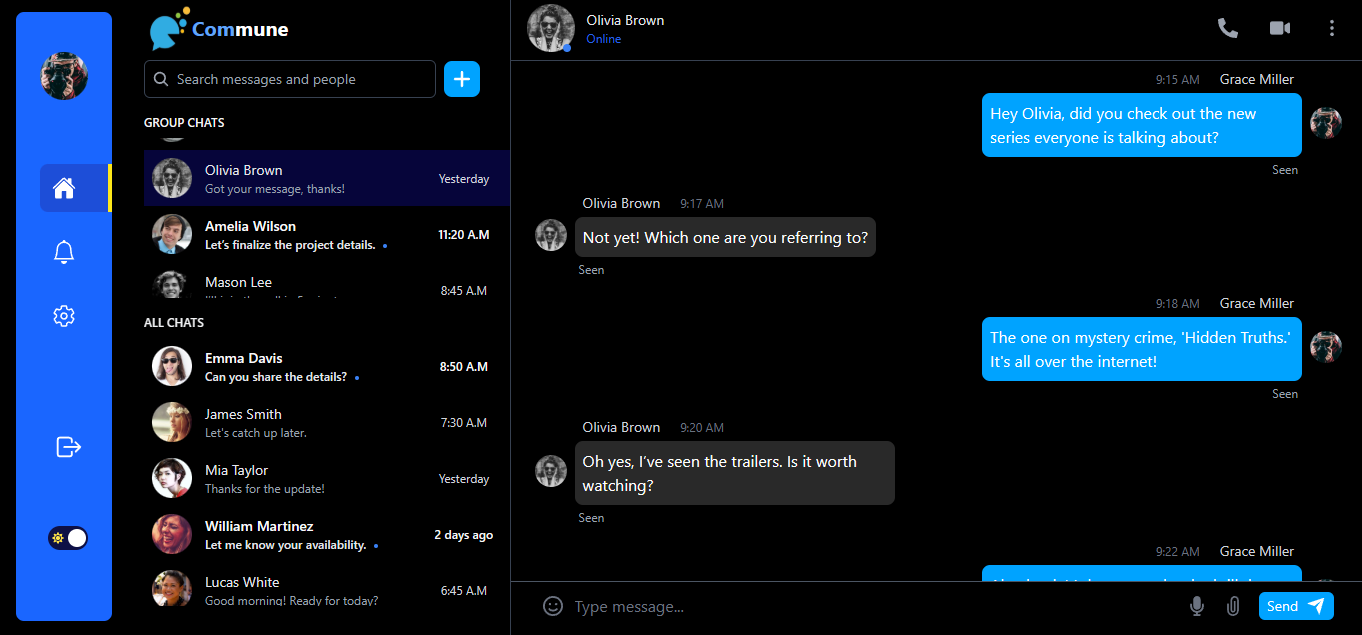 Commune
Search messages and people
GROUP CHATS
Olivia Brown
Got your message, thanks!
Yesterday
Amelia Wilson
Let's finalize the project details.
11:20 A.M
Mason Lee
8:45 A.M
ALL CHATS
Emma Davis
Can you share the details?
8:50 A.M
James Smith
Let's catch up later.
7:30 A.M
Mia Taylor
Thanks for the update!
Yesterday
William Martinez
Let me know your availability.
2 days ago
Lucas White
Good morning! Ready for today?
6:45 A.M
Olivia Brown
Online
9:15 AM Grace Miller
Hey Olivia, did you check out the new
series everyone is talking about?
Seen
Olivia Brown 9:17 AM
Not yet! Which one are you referring to?
Seen
9:18 AM Grace Miller
The one on mystery crime, 'Hidden Truths.'
It's all over the internet!
Seen
Olivia Brown 9:20 AM
Oh yes, I've seen the trailers. Is it worth
watching?
Seen
9:22 AM Grace Miller
Type message...
Send